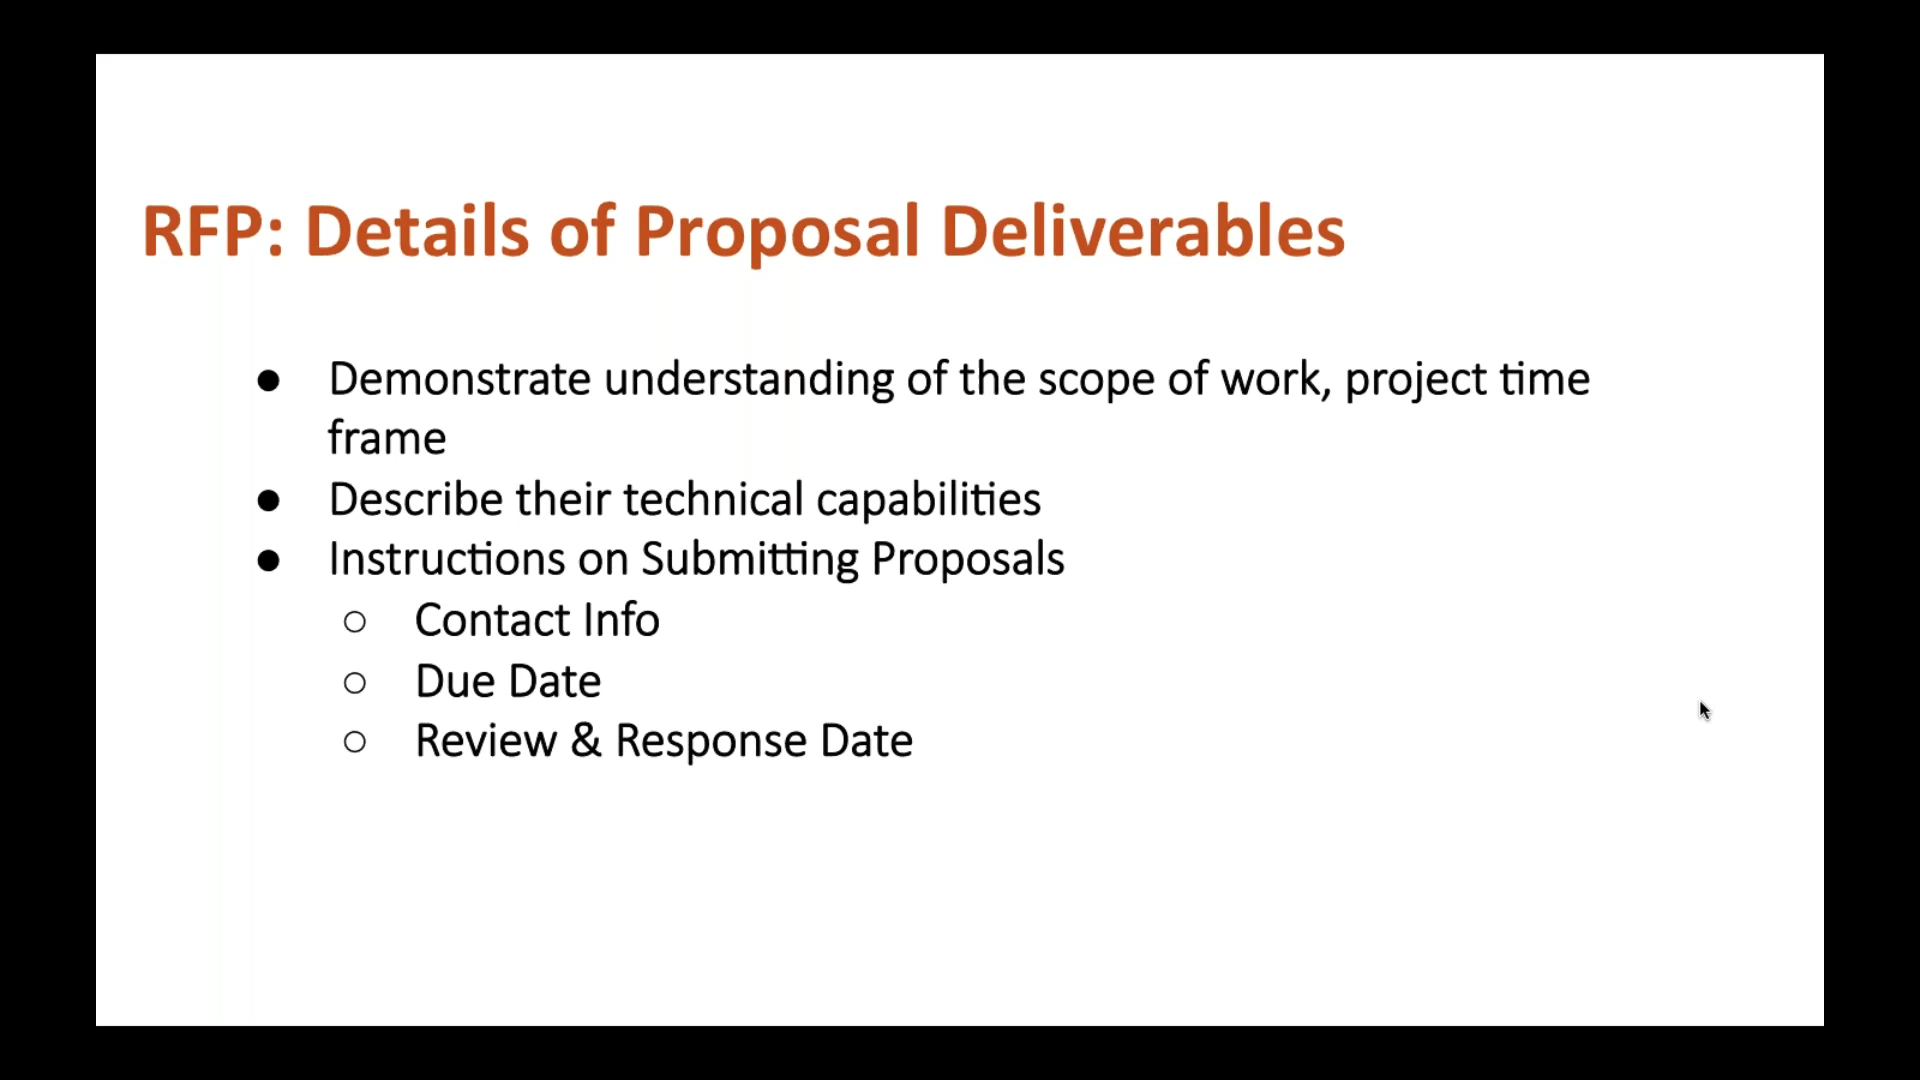 RFP: Details of Proposal Deliverables
● Demonstrate understanding of the scope of work, project time
frame
● Describe their technical capabilities
● Instructions on Submitting Proposals
○ Contact Info
○ Due Date
○ Review & Response Date